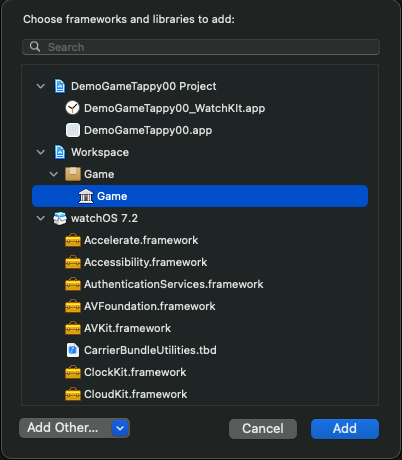 Choose frameworks and libraries to add:
Search
DemoGameTappy00 Project
DemoGameTappy00_WatchKIt.app
DemoGameTappy00.app
Workspace
Game
Game
watchOS 7.2
Accelerate.framework
Accessibility.framework
AuthenticationServices.framework
AVFoundation.framework
AVKit.framework
CarrierBundleUtilities.tbd
ClockKit.framework
CloudKit.framework
Add Other... Cancel Add